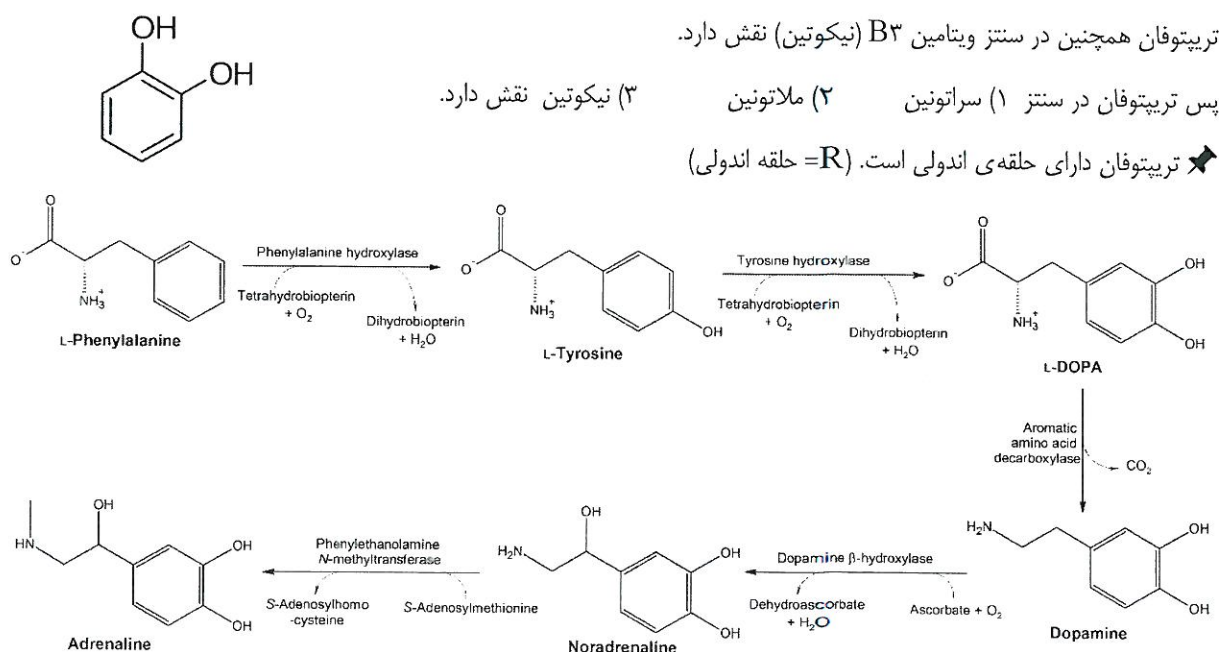 OH
OH
تریپتوفان همچنین در سنتز ویتامین B۳ (نیکوتین) نقش دارد.
پس تریپتوفان در سنتز ۱) سراتونین ۲) ملاتونین ۳) نیکوتین نقش دارد.
تریپتوفان دارای حلقه‌ی اندولی است. (R= حلقه اندولی)
O
O-
NH3+
L-Phenylalanine
Phenylalanine hydroxylase
Tetrahydrobiopterin
+ O2
Dihydrobiopterin
+ H2O
O
O-
NH3+
OH
L-Tyrosine
Tyrosine hydroxylase
Tetrahydrobiopterin
+ O2
Dihydrobiopterin
+ H2O
O
O-
NH3+
OH
OH
L-DOPA
Aromatic
amino acid
decarboxylase
CO2
H2N
OH
OH
Dopamine
Dopamine β-hydroxylase
Ascorbate + O2
Dehydroascorbate
+ H2O
OH
H2N
OH
OH
Noradrenaline
Phenylethanolamine
N-methyltransferase
S-Adenosylmethionine
S-Adenosylhomo
-cysteine
OH
HN
OH
OH
Adrenaline